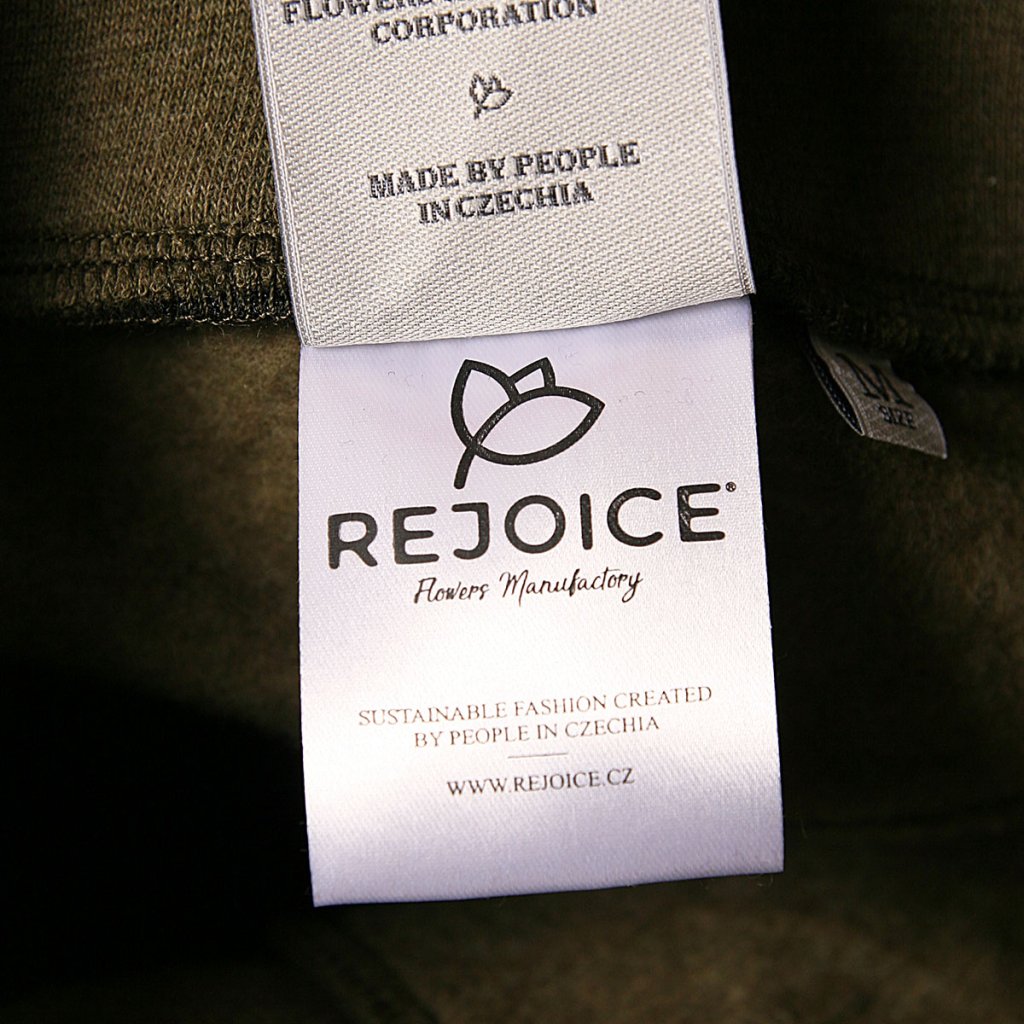 FLOWERS
CORPORATION
MADE BY PEOPLE
IN CZECHIA
M
SIZE
REJOICE®
Flowers Manufactory
SUSTAINABLE FASHION CREATED
BY PEOPLE IN CZECHIA
WWW.REJOICE.CZ